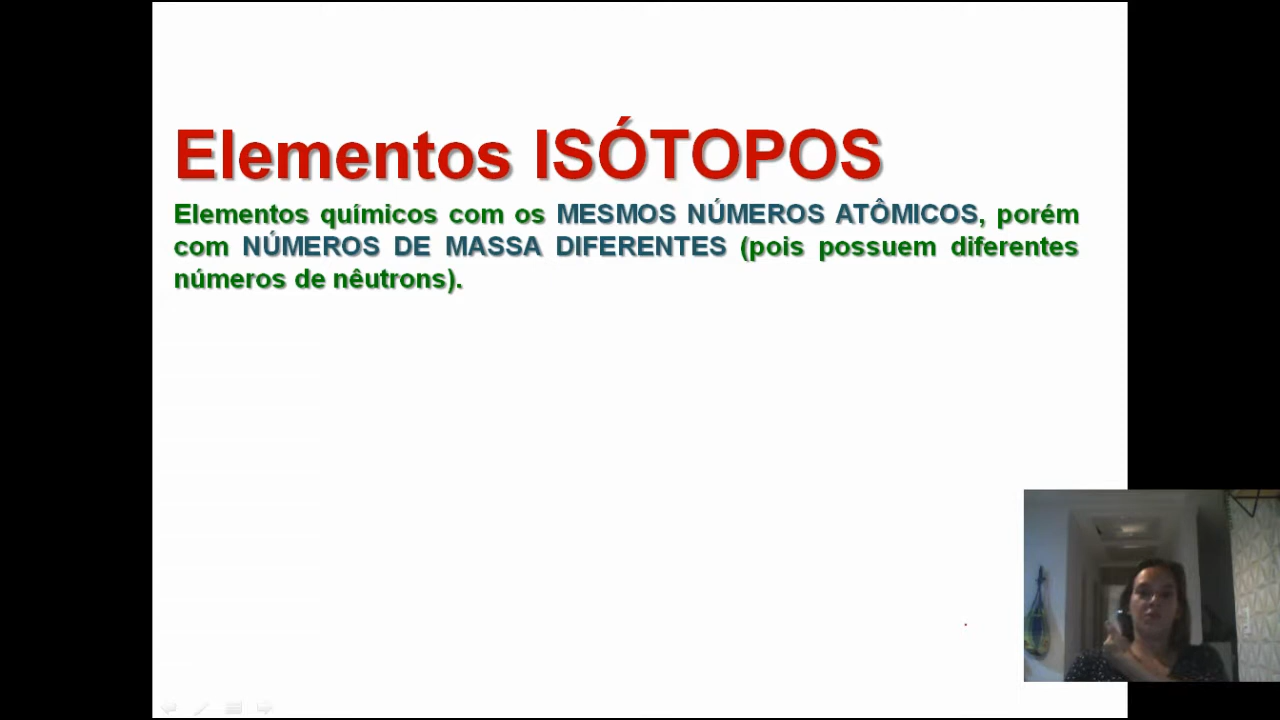 Elementos ISÓTOPOS
Elementos químicos com os MESMOS NÚMEROS ATÔMICOS, porém
com NÚMEROS DE MASSA DIFERENTES (pois possuem diferentes
números de nêutrons).